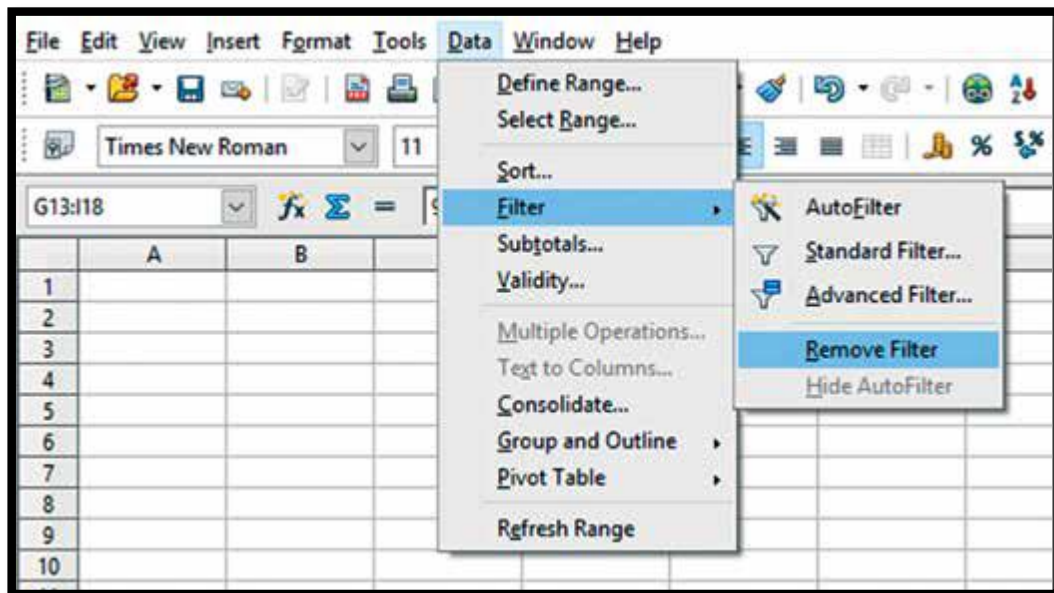 File Edit View Insert Format Tools Data Window Help
Define Range...
Select Range...
Times New Roman 11
Sort...
G13:I18 Filter
Subtotals...
Validity...
Multiple Operations...
Text to Columns...
Consolidate...
Group and Outline
Pivot Table
Refresh Range
AutoFilter
Standard Filter...
Advanced Filter...
Remove Filter
Hide AutoFilter
A B
1
2
3
4
5
6
7
8
9
10